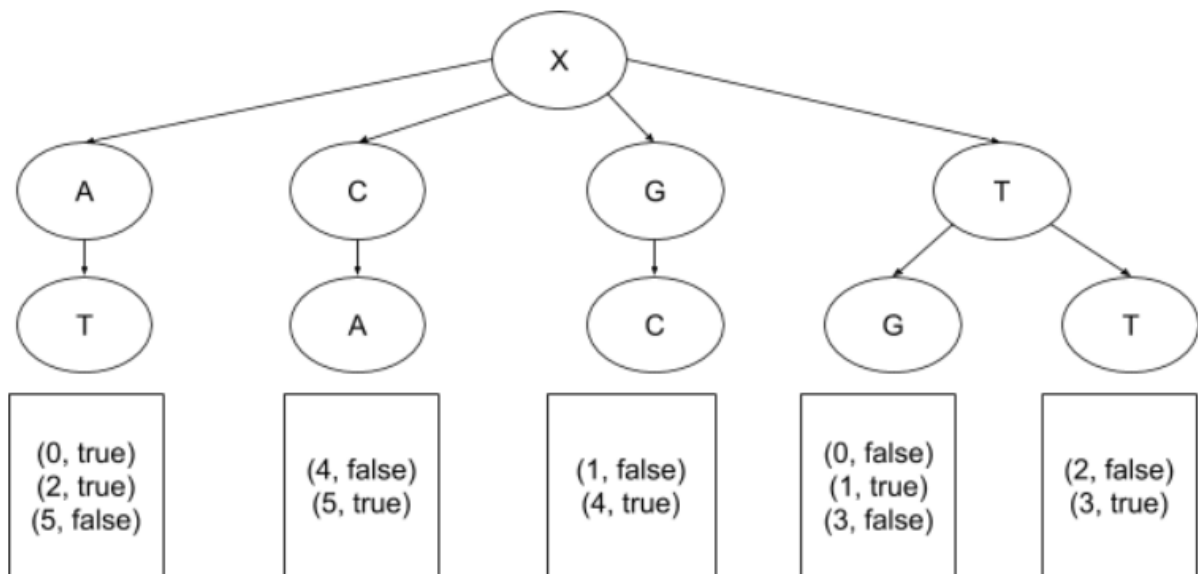 X
A
C
G
T
T
A
C
G
T
(0, true)
(2, true)
(5, false)
(4, false)
(5, true)
(1, false)
(4, true)
(0, false)
(1, true)
(3, false)
(2, false)
(3, true)